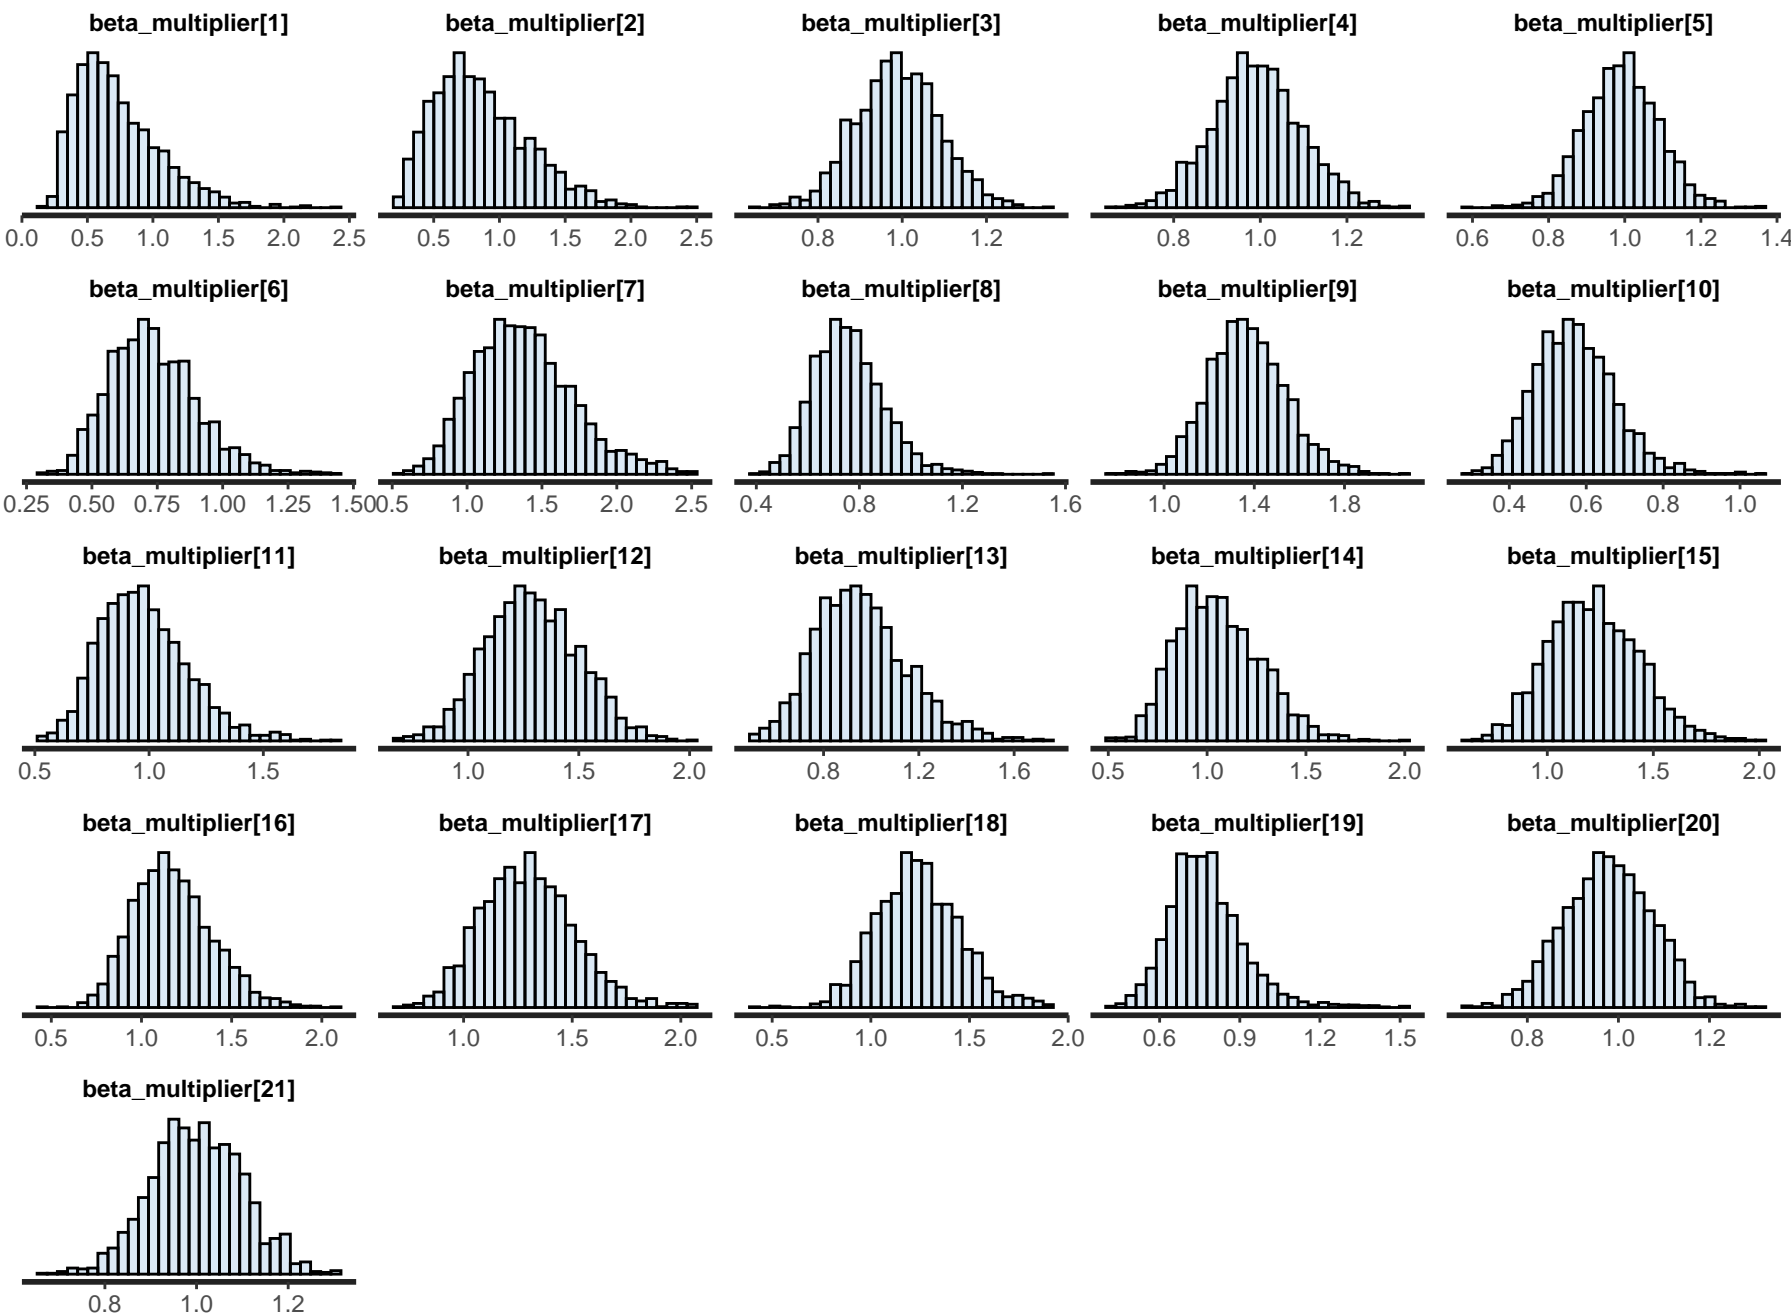 beta_multiplier[1] beta_multiplier[2] beta_multiplier[3] beta_multiplier[4] beta_multiplier[5]
0.0 0.5 1.0 1.5 2.0 2.5 0.5 1.0 1.5 2.0 2.5 0.8 1.0 1.2 0.8 1.0 1.2 0.6 0.8 1.0 1.2 1.4
beta_multiplier[6] beta_multiplier[7] beta_multiplier[8] beta_multiplier[9] beta_multiplier[10]
0.25 0.50 0.75 1.00 1.25 1.50 0.5 1.0 1.5 2.0 2.5 0.4 0.8 1.2 1.6 1.0 1.4 1.8 0.4 0.6 0.8 1.0
beta_multiplier[11] beta_multiplier[12] beta_multiplier[13] beta_multiplier[14] beta_multiplier[15]
0.5 1.0 1.5 1.0 1.5 2.0 0.8 1.2 1.6 0.5 1.0 1.5 2.0 1.0 1.5 2.0
beta_multiplier[16] beta_multiplier[17] beta_multiplier[18] beta_multiplier[19] beta_multiplier[20]
0.5 1.0 1.5 2.0 1.0 1.5 2.0 0.5 1.0 1.5 2.0 0.6 0.9 1.2 1.5 0.8 1.0 1.2
beta_multiplier[21]
0.8 1.0 1.2